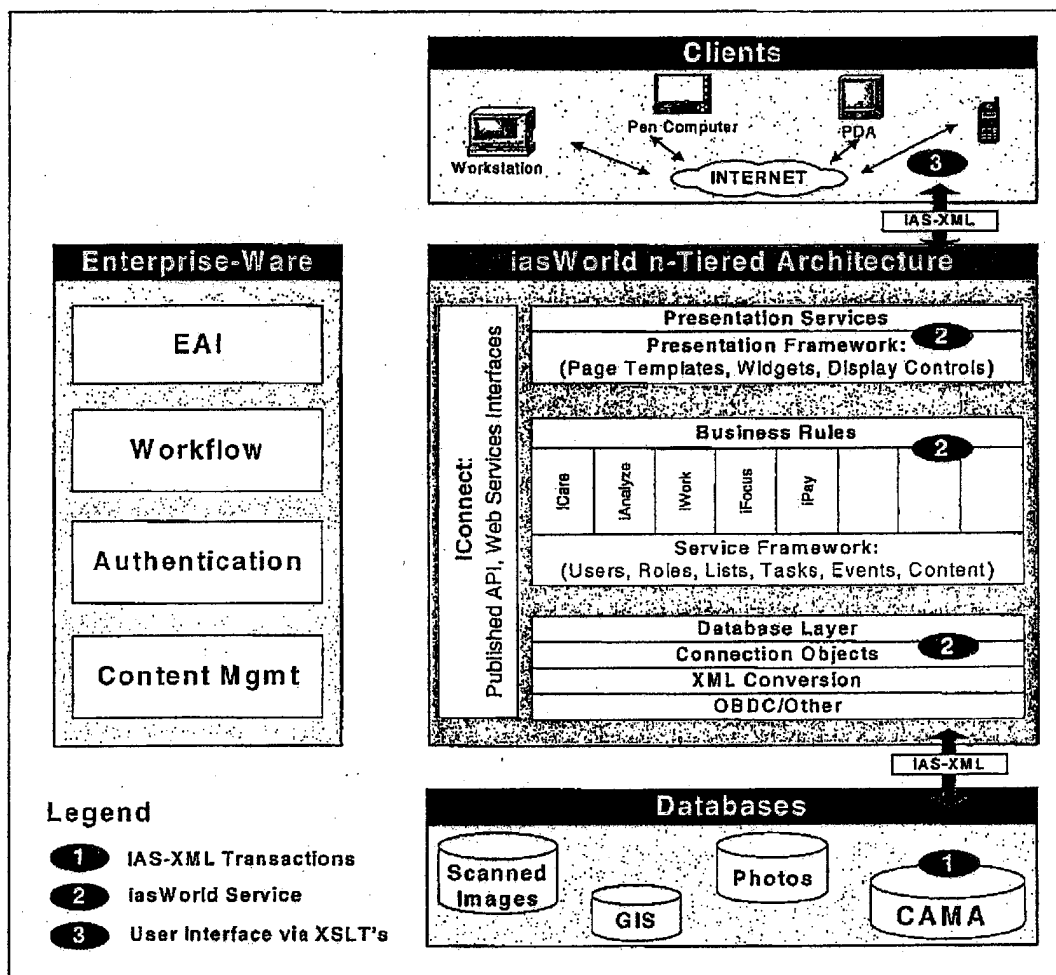 Clients
Pen Computer
PDA
Workstation
INTERNET
3
IAS-XML
Enterprise-Ware
EAI
Workflow
Authentication
Content Mgmt
iasWorld n-Tiered Architecture
IConnect:
Published API, Web Services Interfaces
Presentation Services
2
Presentation Framework:
(Page Templates, Widgets, Display Controls)
Business Rules
2
iCare
iAnalyze
iWork
iFocus
iPay
Service Framework:
(Users, Roles, Lists, Tasks, Events, Content)
Database Layer
2
Connection Objects
XML Conversion
OBDC/Other
IAS-XML
Databases
Scanned
Images
GIS
Photos
1
CAMA
Legend
1 IAS-XML Transactions
2 iasWorld Service
3 User Interface via XSLT's